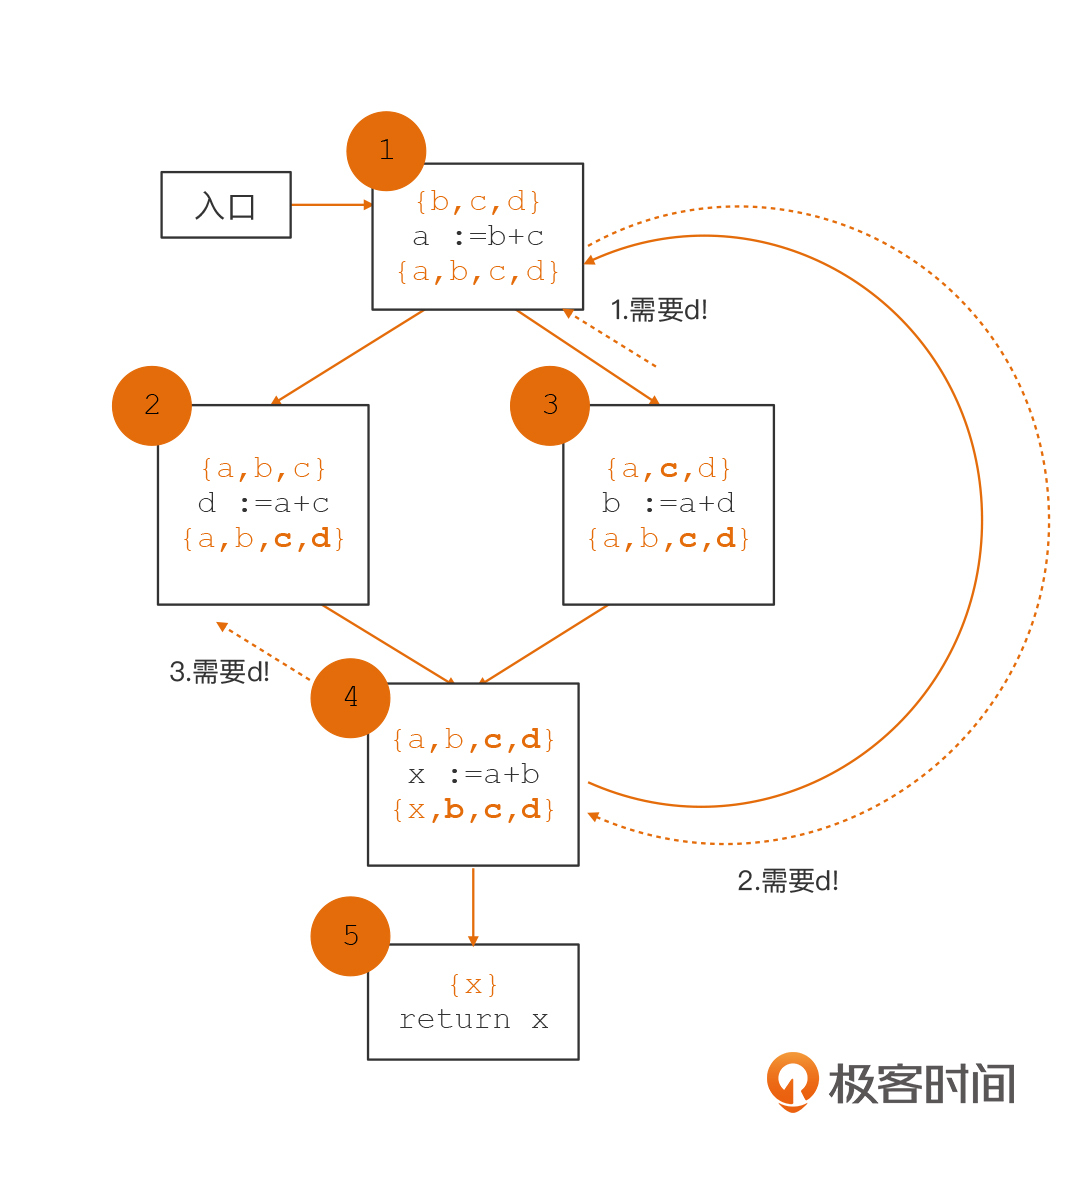 1
入口
{b,c,d}
a :=b+c
{a,b,c,d}
1.需要d!
2
{a,b,c}
d :=a+c
{a,b,c,d}
3
{a,c,d}
b :=a+d
{a,b,c,d}
3.需要d!
4
{a,b,c,d}
x :=a+b
{x,b,c,d}
2.需要d!
5
{x}
return x
极客时间